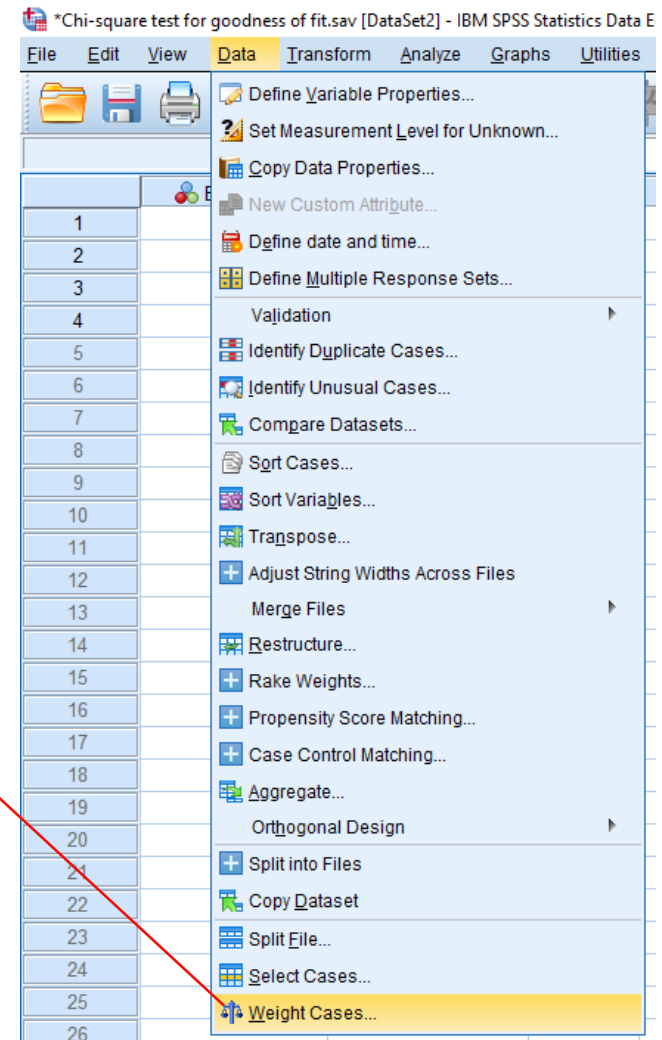 *Chi-square test for goodness of fit.sav [DataSet2] - IBM SPSS Statistics Data E
File Edit View Data Transform Analyze Graphs Utilities
Define Variable Properties...
Set Measurement Level for Unknown...
Copy Data Properties...
New Custom Attribute...
1
Define date and time...
2
Define Multiple Response Sets...
3
Validation
4
Identify Duplicate Cases...
5
Identify Unusual Cases...
6
Compare Datasets...
7
8
Sort Cases...
9
Sort Variables...
10
Transpose...
11
Adjust String Widths Across Files
12
Merge Files
13
Restructure...
14
Rake Weights...
15
Propensity Score Matching...
16
Case Control Matching...
17
18
Aggregate...
19
Orthogonal Design
20
Split into Files
21
Copy Dataset
22
Split File...
23
Select Cases...
24
Weight Cases...
25
26